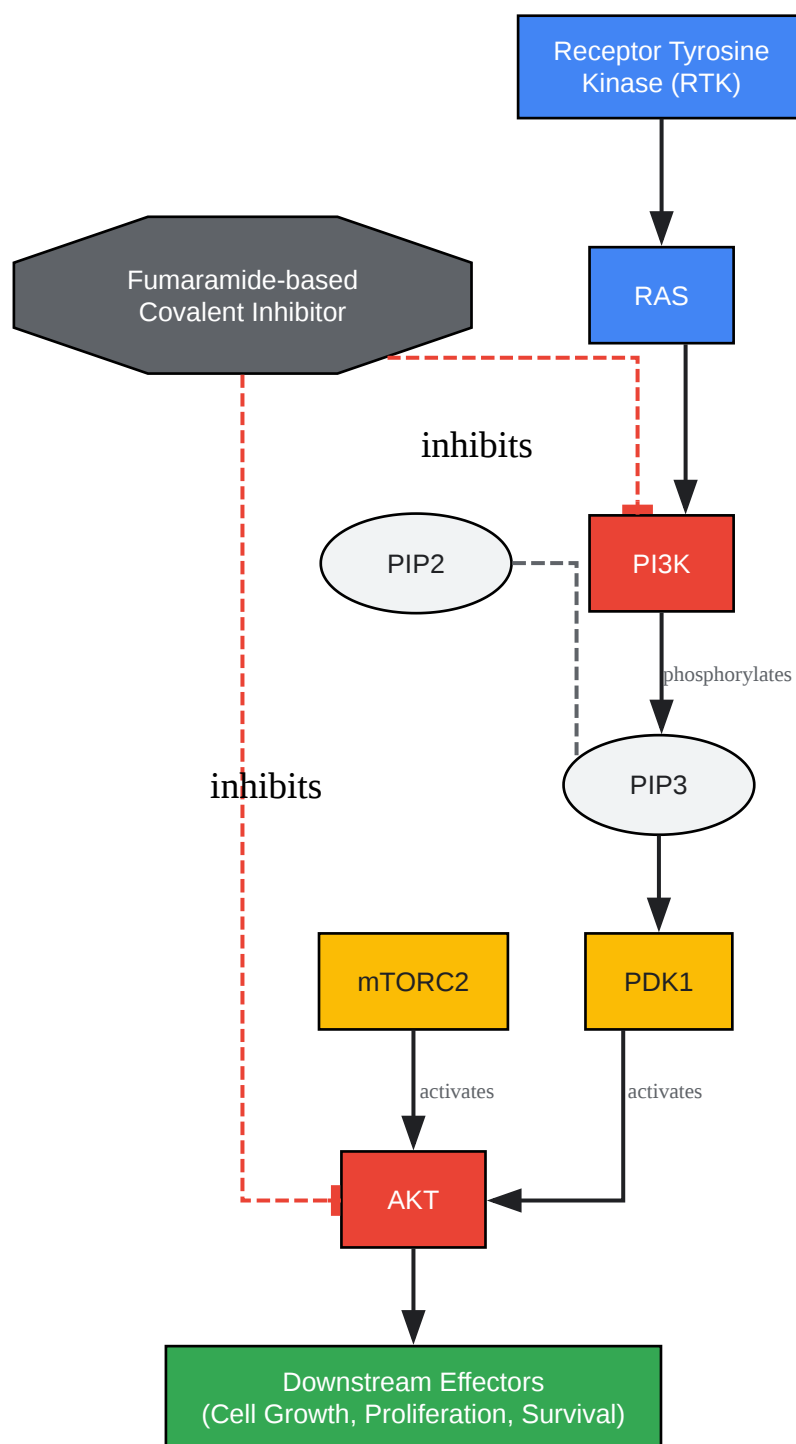 Receptor Tyrosine
Kinase (RTK)
Fumaramide-based
Covalent Inhibitor
RAS
inhibits
PIP2
PI3K
phosphorylates
PIP3
inhibits
mTORC2
PDK1
activates
activates
AKT
Downstream Effectors
(Cell Growth, Proliferation, Survival)